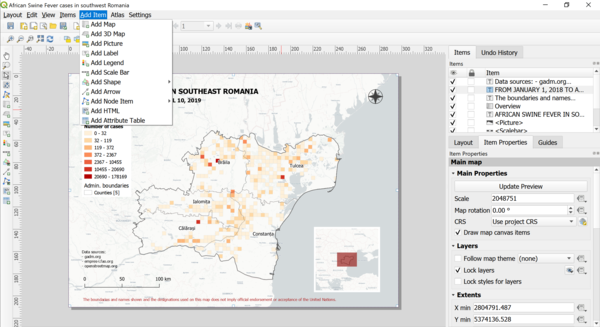 African Swine Fever cases in southwest Romania
Layout Edit View Items Add Item Atlas Settings
Add Map
Add 3D Map
Add Picture
Add Label
Add Legend
Add Scale Bar
Add Shape
Add Arrow
Add Node Item
Add HTML
Add Attribute Table
1
N SOUTHEAST ROMANIA
L 10, 2019
Number of cases
0 - 32
32 - 119
119 - 372
372 - 2367
2367 - 10455
10455 - 20690
20690 - 178169
Admin. boundaries
Counties [5]
Brăila
Tulcea
Ialomița
Călărași
Constanța
Data sources:
- gadm.org
- empres-i.fao.org
- openstreetmap.org
0 50 100 km
The boundaries and names shown and the designations used on this map do not imply official endorsement or acceptance by the United Nations.
Items Undo History
Items
Item
Data sources: - gadm.org...
FROM JANUARY 1, 2018 TO A...
The boundaries and names...
Overview
AFRICAN SWINE FEVER IN SO...
<Picture>
<Scalebar>
Layout Item Properties Guides
Item Properties
Main map
Main Properties
Update Preview
Scale 2048751
Map rotation 0.00 °
CRS Use project CRS
Draw map canvas items
Layers
Follow map theme (none)
Lock layers
Lock styles for layers
Extents
X min 2804791.487
Y min 5374136.528